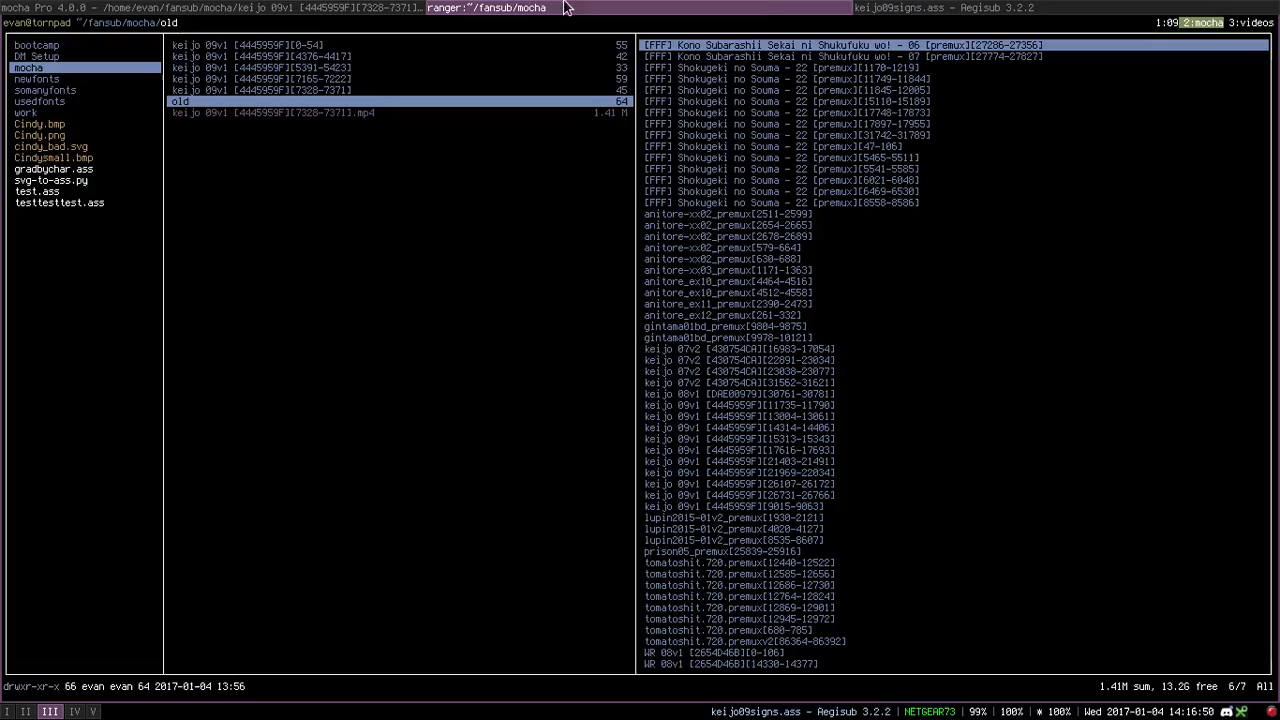 mocha Pro 4.0.0 - /home/evan/fansub/mocha/keijo 09v1 [4445959F][7328-7371]...
ranger:~/fansub/mocha
keijo09signs.ass - Aegisub 3.2.2
evan@tornpad ~/fansub/mocha/old
1:09 2:mocha 3:videos
bootcamp
DM Setup
mocha
newfonts
somanyfonts
usedfonts
work
Cindy.bmp
Cindy.png
cindy_bad.svg
Cindysmall.bmp
gradbychar.ass
svg-to-ass.py
test.ass
testtesttest.ass
keijo 09v1 [4445959F][0-54] 55
keijo 09v1 [4445959F][4376-4417] 42
keijo 09v1 [4445959F][5391-5423] 33
keijo 09v1 [4445959F][7165-7222] 59
keijo 09v1 [4445959F][7328-7371] 45
old 64
keijo 09v1 [4445959F][7328-7371].mp4 1.41 M
[FFF] Kono Subarashii Sekai ni Shukufuku wo! - 06 [premux][27286-27356]
[FFF] Kono Subarashii Sekai ni Shukufuku wo! - 07 [premux][27774-27827]
[FFF] Shokugeki no Souma - 22 [premux][1170-1219]
[FFF] Shokugeki no Souma - 22 [premux][11749-11844]
[FFF] Shokugeki no Souma - 22 [premux][11845-12005]
[FFF] Shokugeki no Souma - 22 [premux][15110-15189]
[FFF] Shokugeki no Souma - 22 [premux][17748-17873]
[FFF] Shokugeki no Souma - 22 [premux][17897-17955]
[FFF] Shokugeki no Souma - 22 [premux][31742-31789]
[FFF] Shokugeki no Souma - 22 [premux][47-106]
[FFF] Shokugeki no Souma - 22 [premux][5465-5511]
[FFF] Shokugeki no Souma - 22 [premux][5541-5585]
[FFF] Shokugeki no Souma - 22 [premux][6021-6048]
[FFF] Shokugeki no Souma - 22 [premux][6469-6530]
[FFF] Shokugeki no Souma - 22 [premux][8558-8586]
anitore-xx02_premux[2511-2599]
anitore-xx02_premux[2654-2665]
anitore-xx02_premux[2678-2689]
anitore-xx02_premux[579-664]
anitore-xx02_premux[630-688]
anitore-xx03_premux[1171-1363]
anitore_ex10_premux[4464-4516]
anitore_ex10_premux[4512-4558]
anitore_ex11_premux[2390-2473]
anitore_ex12_premux[261-332]
gintama01bd_premux[9804-9875]
gintama01bd_premux[9978-10121]
keijo 07v2 [430754CA][16983-17054]
keijo 07v2 [430754CA][22891-23034]
keijo 07v2 [430754CA][23038-23077]
keijo 07v2 [430754CA][31562-31621]
keijo 08v1 [DAE00979][30761-30781]
keijo 09v1 [4445959F][11735-11790]
keijo 09v1 [4445959F][13004-13061]
keijo 09v1 [4445959F][14314-14406]
keijo 09v1 [4445959F][15313-15343]
keijo 09v1 [4445959F][17616-17693]
keijo 09v1 [4445959F][21403-21491]
keijo 09v1 [4445959F][21969-22034]
keijo 09v1 [4445959F][26107-26172]
keijo 09v1 [4445959F][26731-26766]
keijo 09v1 [4445959F][9015-9063]
lupin2015-01v2_premux[1930-2121]
lupin2015-01v2_premux[4020-4127]
lupin2015-01v2_premux[8535-8607]
prison05_premux[25839-25916]
tomatoshit.720.premux[12440-12522]
tomatoshit.720.premux[12585-12656]
tomatoshit.720.premux[12686-12730]
tomatoshit.720.premux[12764-12824]
tomatoshit.720.premux[12869-12901]
tomatoshit.720.premux[12945-12972]
tomatoshit.720.premux[680-785]
tomatoshit.720.premuxv2[86364-86392]
WR 08v1 [2654D46B][0-106]
WR 08v1 [2654D46B][14330-14377]
drwxr-xr-x 66 evan evan 64 2017-01-04 13:56
1.41M sum, 13.2G free 6/7 All
I II III IV V
keijo09signs.ass - Aegisub 3.2.2 | NETGEAR73 | 99% | 100% | * 100% | Wed 2017-01-04 14:16:50